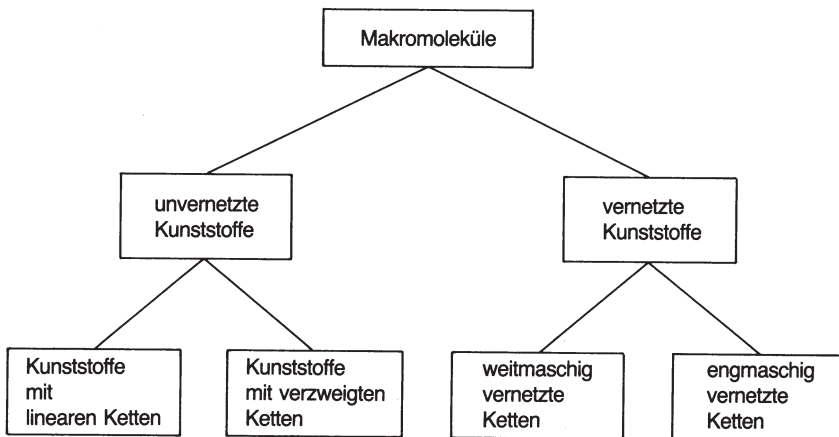 Makromoleküle
unvernetzte
Kunststoffe
vernetzte
Kunststoffe
Kunststoffe
mit
linearen Ketten
Kunststoffe
mit verzweigten
Ketten
weitmaschig
vernetzte
Ketten
engmaschig
vernetzte
Ketten